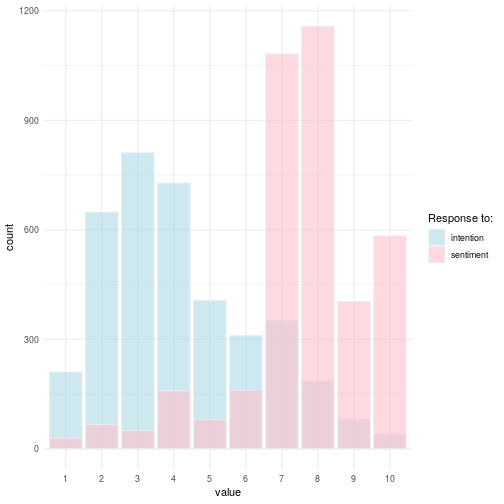 1200
900
600
300
0
count
1 2 3 4 5 6 7 8 9 10
value
Response to:
intention
sentiment